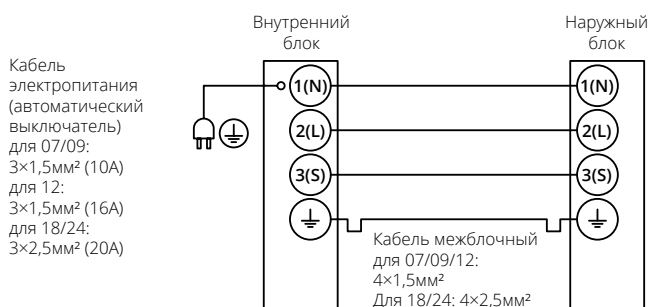 Внутренний
блок
Наружный
блок
Кабель
электропитания
(автоматический
выключатель)
для 07/09:
3×1,5мм² (10А)
для 12:
3×1,5мм² (16А)
для 18/24:
3×2,5мм² (20А)
1(N)
1(N)
2(L)
2(L)
3(S)
3(S)
Кабель межблочный
для 07/09/12:
4×1,5мм²
Для 18/24: 4×2,5мм²